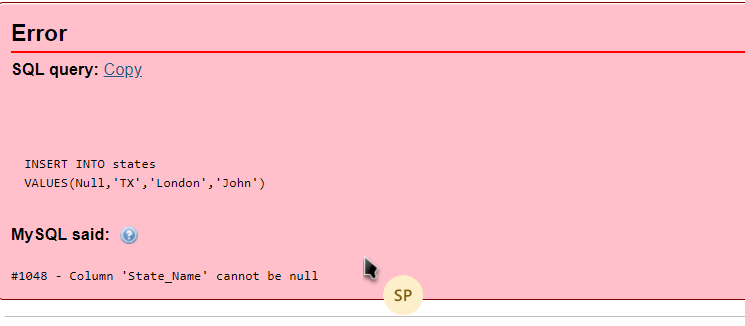 Error
SQL query: Copy
INSERT INTO states
VALUES(Null,'TX','London','John')
MySQL said: ?
#1048 - Column 'State_Name' cannot be null
SP